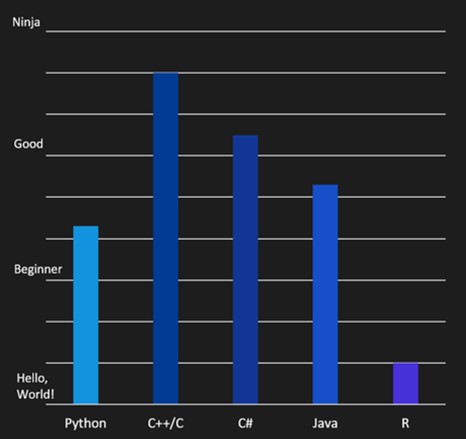 Ninja
Good
Beginner
Hello,
World!
Python C++/C C# Java R